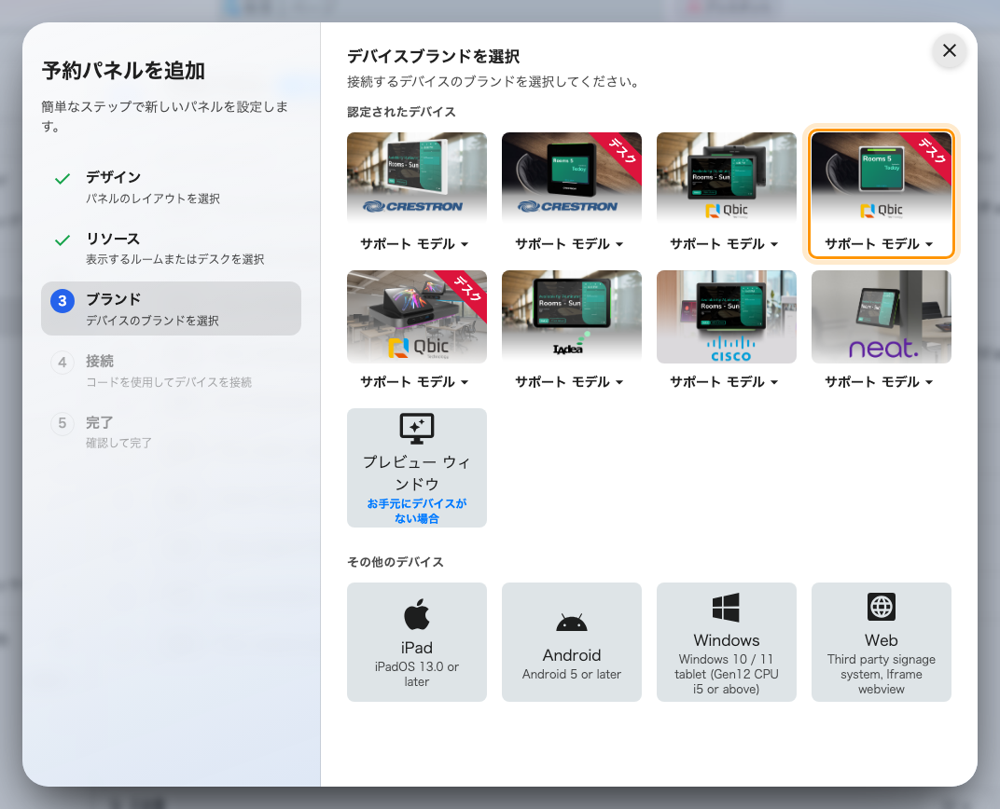 予約パネルを追加
簡単なステップで新しいパネルを設定しま
す。
デザイン
パネルのレイアウトを選択
リソース
表示するルームまたはデスクを選択
3
ブランド
デバイスのブランドを選択
4
接続
コードを使用してデバイスを接続
5
完了
確認して完了
デバイスブランドを選択
接続するデバイスのブランドを選択してください。
認定されたデバイス
Rooms - Sun
CRESTRON
サポート モデル
デスク
Rooms 5
Today
CRESTRON
サポート モデル
Rooms - Sun
Qbic
サポート モデル
デスク
Rooms 5
Today
Qbic
サポート モデル
デスク
Qbic
Technology
サポート モデル
Rooms - Sun
IAdea
サポート モデル
Rooms - Sun
CISCO
サポート モデル
neat.
サポート モデル
プレビュー ウィ
ンドウ
お手元にデバイスが
ない場合
その他のデバイス
iPad
iPadOS 13.0 or
later
Android
Android 5 or later
Windows
Windows 10 / 11
tablet (Gen12 CPU
i5 or above)
Web
Third party signage
system, Iframe
webview